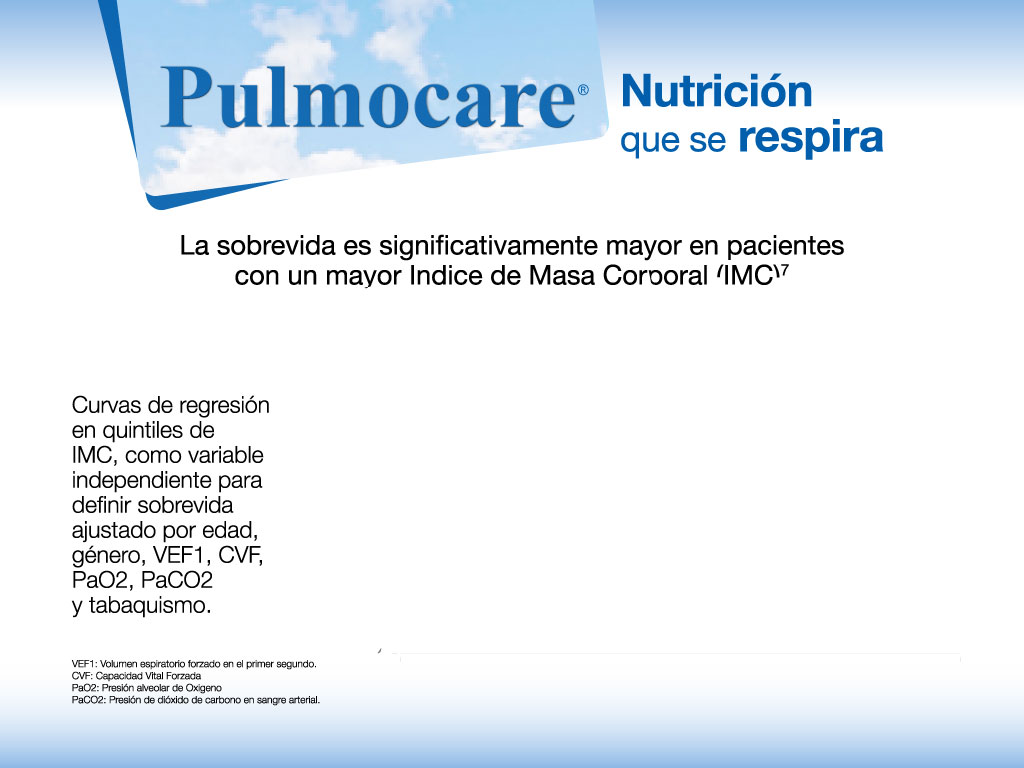 Pulmocare®
Nutrición
que se respira
La sobrevida es significativamente mayor en pacientes
con un mayor Indice de Masa Corporal (IMC)7
Curvas de regresión
en quintiles de
IMC, como variable
independiente para
definir sobrevida
ajustado por edad,
género, VEF1, CVF,
PaO2, PaCO2
y tabaquismo.
VEF1: Volumen espiratorio forzado en el primer segundo.
CVF: Capacidad Vital Forzada
PaO2: Presión alveolar de Oxigeno
PaCO2: Presión de dióxido de carbono en sangre arterial.